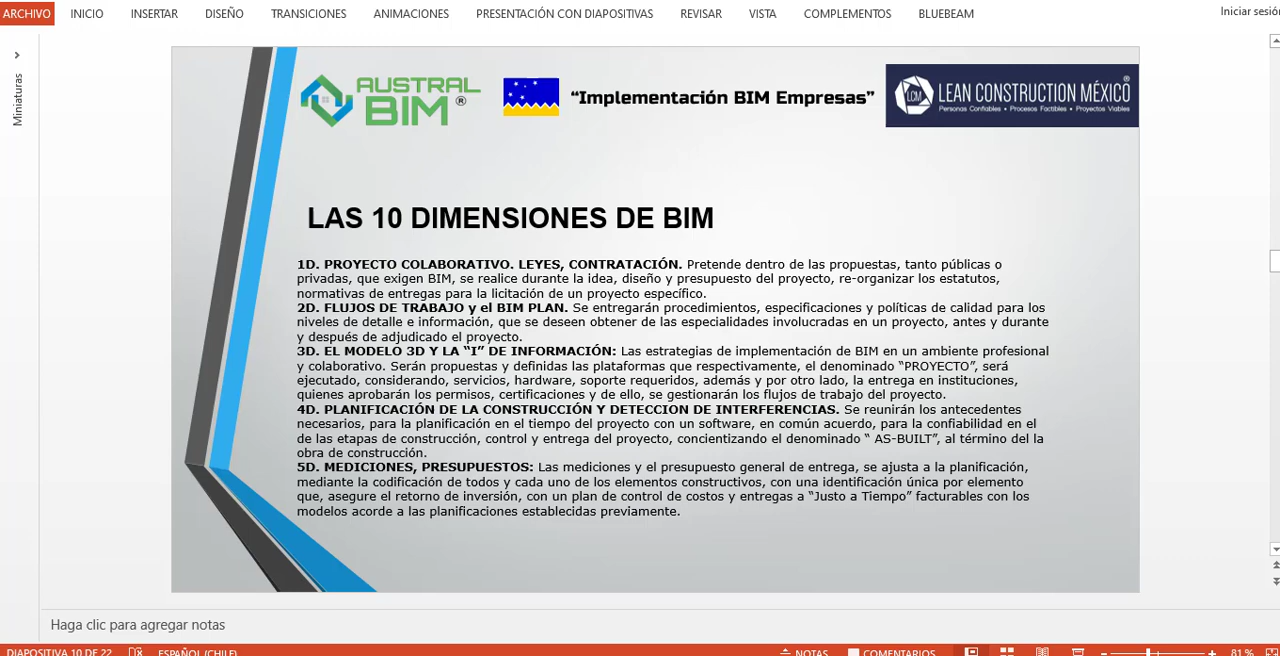 ARCHIVO INICIO INSERTAR DISEÑO TRANSICIONES ANIMACIONES PRESENTACIÓN CON DIAPOSITIVAS REVISAR VISTA COMPLEMENTOS BLUEBEAM Iniciar sesión
Miniaturas
AUSTRAL
BIM®
“Implementación BIM Empresas”
LCM
LEAN CONSTRUCTION MÉXICO®
Personas Confiables • Procesos Factibles • Proyectos Viables
LAS 10 DIMENSIONES DE BIM
1D. PROYECTO COLABORATIVO. LEYES, CONTRATACIÓN. Pretende dentro de las propuestas, tanto públicas o
privadas, que exigen BIM, se realice durante la idea, diseño y presupuesto del proyecto, re-organizar los estatutos,
normativas de entregas para la licitación de un proyecto específico.
2D. FLUJOS DE TRABAJO y el BIM PLAN. Se entregarán procedimientos, especificaciones y políticas de calidad para los
niveles de detalle e información, que se deseen obtener de las especialidades involucradas en un proyecto, antes y durante
y después de adjudicado el proyecto.
3D. EL MODELO 3D Y LA “I” DE INFORMACIÓN: Las estrategias de implementación de BIM en un ambiente profesional
y colaborativo. Serán propuestas y definidas las plataformas que respectivamente, el denominado “PROYECTO”, será
ejecutado, considerando, servicios, hardware, soporte requeridos, además y por otro lado, la entrega en instituciones,
quienes aprobarán los permisos, certificaciones y de ello, se gestionarán los flujos de trabajo del proyecto.
4D. PLANIFICACIÓN DE LA CONSTRUCCIÓN Y DETECCION DE INTERFERENCIAS. Se reunirán los antecedentes
necesarios, para la planificación en el tiempo del proyecto con un software, en común acuerdo, para la confiabilidad en el
de las etapas de construcción, control y entrega del proyecto, concientizando el denominado “ AS-BUILT”, al término del la
obra de construcción.
5D. MEDICIONES, PRESUPUESTOS: Las mediciones y el presupuesto general de entrega, se ajusta a la planificación,
mediante la codificación de todos y cada uno de los elementos constructivos, con una identificación única por elemento
que, asegure el retorno de inversión, con un plan de control de costos y entregas a “Justo a Tiempo” facturables con los
modelos acorde a las planificaciones establecidas previamente.
Haga clic para agregar notas
DIAPOSITIVA 10 DE 22 ESPAÑOL (CHILE) NOTAS COMENTARIOS 81 %